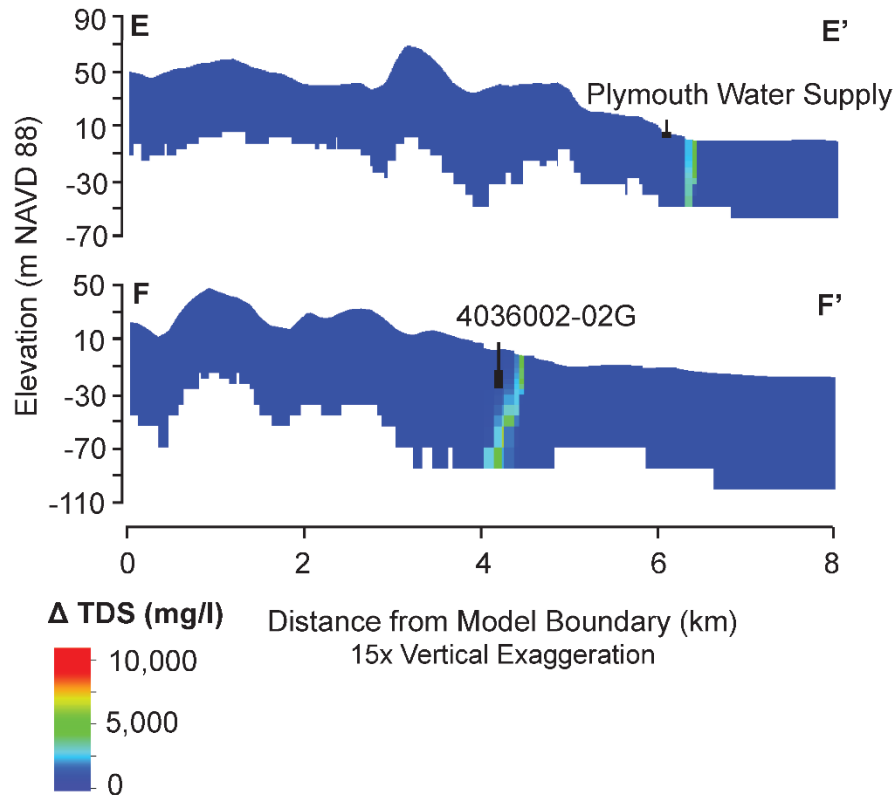 90
E
E’
50
Plymouth Water Supply
10
-30
-70
50
F
F’
4036002-02G
10
-30
-70
-110
Elevation (m NAVD 88)
0 2 4 6 8
Δ TDS (mg/l)
Distance from Model Boundary (km)
15x Vertical Exaggeration
10,000
5,000
0